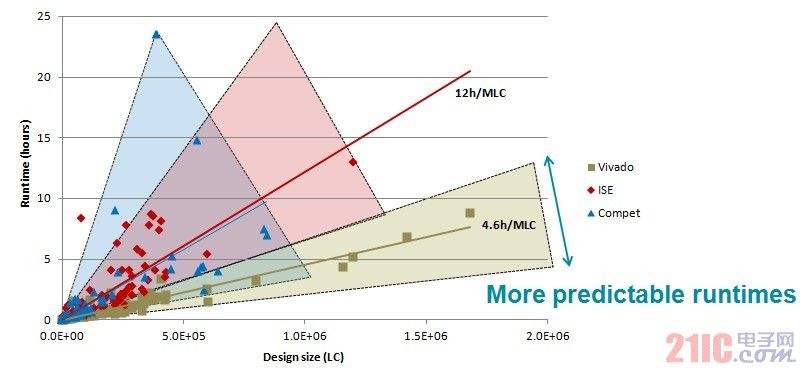 25
20
15
10
5
0
Runtime (hours)
0.0E+00
5.0E+05
1.0E+06
1.5E+06
2.0E+06
Design size (LC)
12h/MLC
4.6h/MLC
Vivado
ISE
Compet
More predictable runtimes
21IC电子网
.com